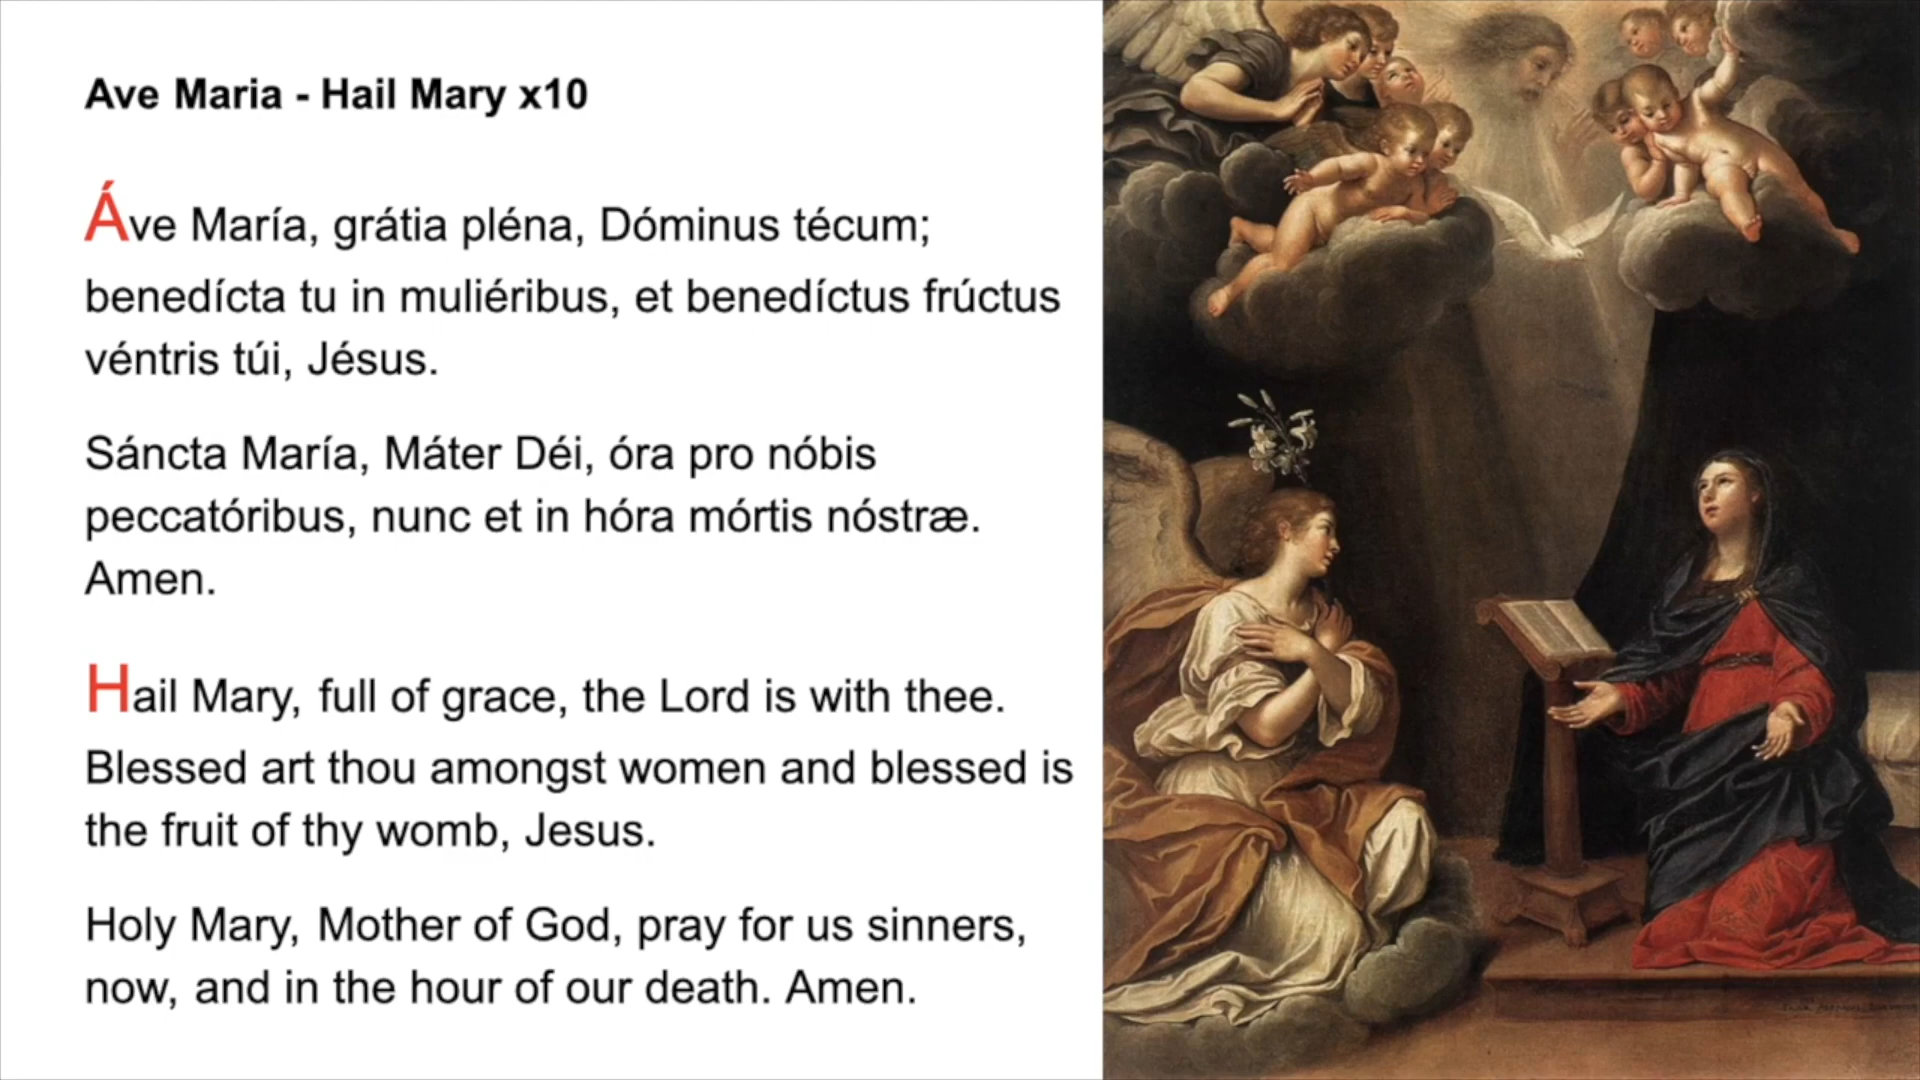 Ave Maria - Hail Mary x10
Áve María, grátia pléna, Dóminus técum;
benedícta tu in muliéribus, et benedíctus frúctus
véntris túi, Jésus.
Sáncta María, Máter Déi, óra pro nóbis
peccatóribus, nunc et in hóra mórtis nóstræ.
Amen.
Hail Mary, full of grace, the Lord is with thee.
Blessed art thou amongst women and blessed is
the fruit of thy womb, Jesus.
Holy Mary, Mother of God, pray for us sinners,
now, and in the hour of our death. Amen.